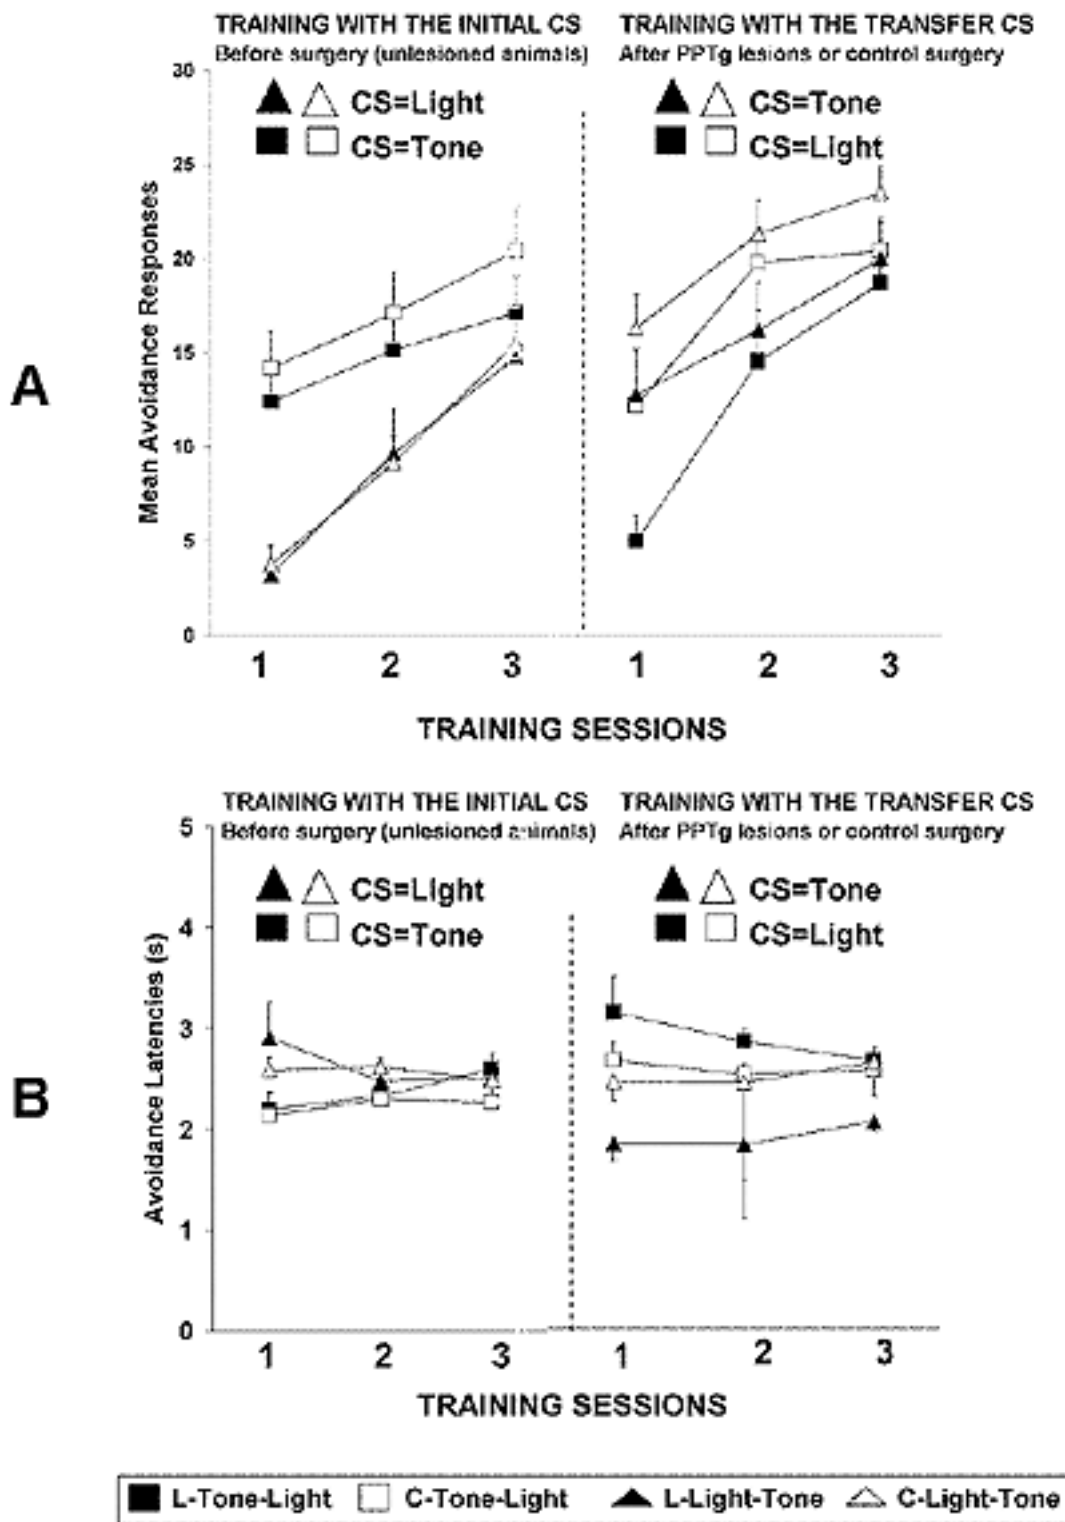 TRAINING WITH THE INITIAL CS
Before surgery (unlesioned animals)
TRAINING WITH THE TRANSFER CS
After PPTg lesions or control surgery
CS=Light
CS=Tone
CS=Tone
CS=Light
A
Mean Avoidance Responses
30
25
20
15
10
5
0
1 2 3 1 2 3
TRAINING SESSIONS
TRAINING WITH THE INITIAL CS
Before surgery (unlesioned animals)
TRAINING WITH THE TRANSFER CS
After PPTg lesions or control surgery
CS=Light
CS=Tone
CS=Tone
CS=Light
B
Avoidance Latencies (s)
5
4
3
2
1
0
1 2 3 1 2 3
TRAINING SESSIONS
L-Tone-Light C-Tone-Light L-Light-Tone C-Light-Tone